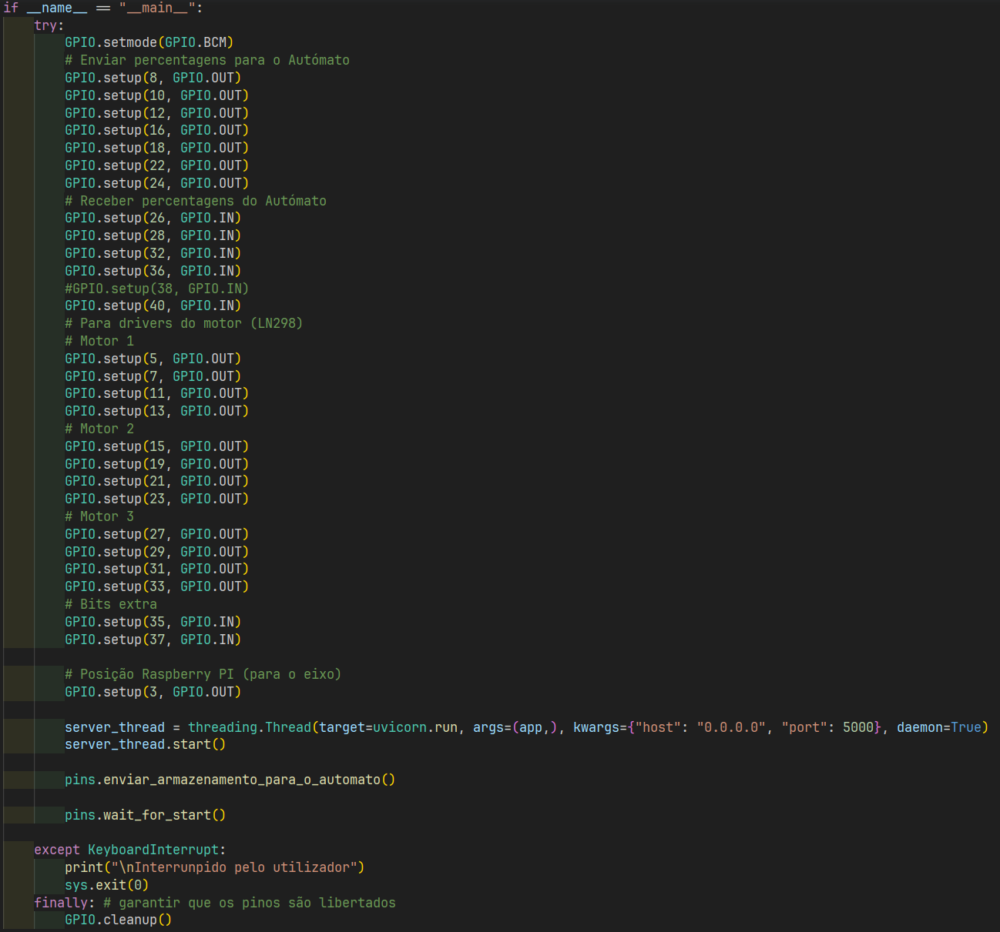 if __name__ == "__main__":
    try:
        GPIO.setmode(GPIO.BCM)
        # Enviar percentagens para o Autómato
        GPIO.setup(8, GPIO.OUT)
        GPIO.setup(10, GPIO.OUT)
        GPIO.setup(12, GPIO.OUT)
        GPIO.setup(16, GPIO.OUT)
        GPIO.setup(18, GPIO.OUT)
        GPIO.setup(22, GPIO.OUT)
        GPIO.setup(24, GPIO.OUT)
        # Receber percentagens do Autómato
        GPIO.setup(26, GPIO.IN)
        GPIO.setup(28, GPIO.IN)
        GPIO.setup(32, GPIO.IN)
        GPIO.setup(36, GPIO.IN)
        #GPIO.setup(38, GPIO.IN)
        GPIO.setup(40, GPIO.IN)
        # Para drivers do motor (LN298)
        # Motor 1
        GPIO.setup(5, GPIO.OUT)
        GPIO.setup(7, GPIO.OUT)
        GPIO.setup(11, GPIO.OUT)
        GPIO.setup(13, GPIO.OUT)
        # Motor 2
        GPIO.setup(15, GPIO.OUT)
        GPIO.setup(19, GPIO.OUT)
        GPIO.setup(21, GPIO.OUT)
        GPIO.setup(23, GPIO.OUT)
        # Motor 3
        GPIO.setup(27, GPIO.OUT)
        GPIO.setup(29, GPIO.OUT)
        GPIO.setup(31, GPIO.OUT)
        GPIO.setup(33, GPIO.OUT)
        # Bits extra
        GPIO.setup(35, GPIO.IN)
        GPIO.setup(37, GPIO.IN)

        # Posição Raspberry PI (para o eixo)
        GPIO.setup(3, GPIO.OUT)

        server_thread = threading.Thread(target=uvicorn.run, args=(app,), kwargs={"host": "0.0.0.0", "port": 5000}, daemon=True)
        server_thread.start()

        pins.enviar_armazenamento_para_o_automato()

        pins.wait_for_start()

    except KeyboardInterrupt:
        print("\nInterrunpido pelo utilizador")
        sys.exit(0)
    finally: # garantir que os pinos são libertados
        GPIO.cleanup()